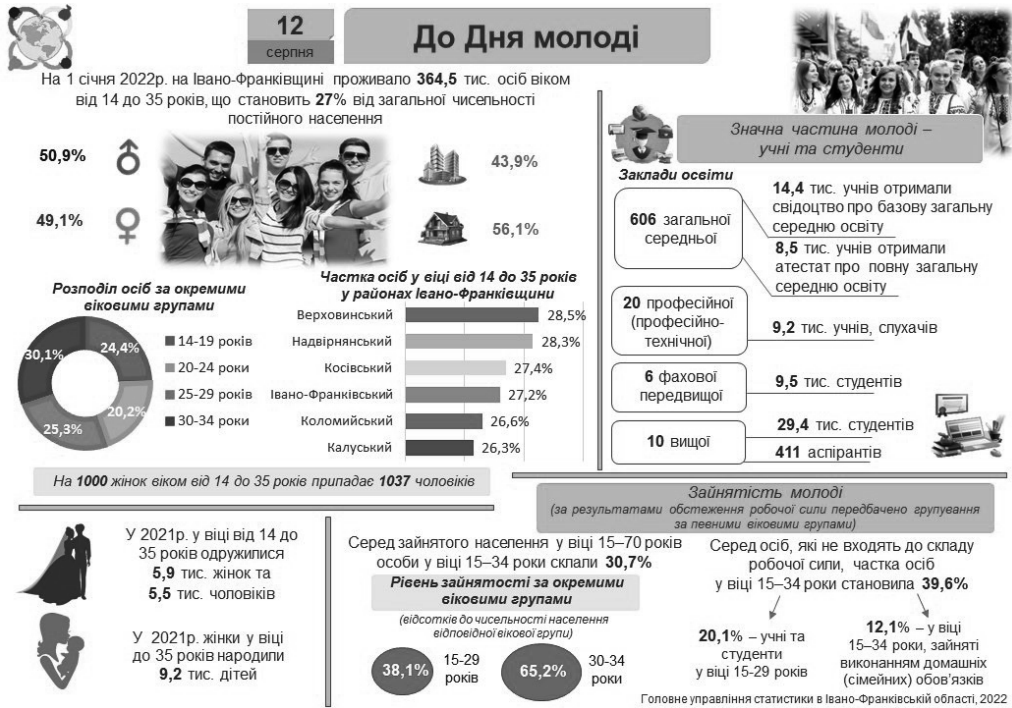 12
серпня
До Дня молоді
На 1 січня 2022р. на Івано-Франківщині проживало 364,5 тис. осіб віком
від 14 до 35 років, що становить 27% від загальної чисельності
постійного населення
50,9%
43,9%
49,1%
56,1%
Розподіл осіб за окремими
віковими групами
30,1%
24,4%
20,2%
25,3%
14-19 років
20-24 роки
25-29 років
30-34 роки
Частка осіб у віці від 14 до 35 років
у районах Івано-Франківщини
Верховинський 28,5%
Надвірнянський 28,3%
Косівський 27,4%
Івано-Франківський 27,2%
Коломийський 26,6%
Калуський 26,3%
На 1000 жінок віком від 14 до 35 років припадає 1037 чоловіків
Значна частина молоді –
учні та студенти
Заклади освіти
606 загальної
середньої
14,4 тис. учнів отримали
свідоцтво про базову загальну
середню освіту
8,5 тис. учнів отримали
атестат про повну загальну
середню освіту
20 професійної
(професійно-
технічної)
9,2 тис. учнів, слухачів
6 фахової
передвищої
9,5 тис. студентів
10 вищої
29,4 тис. студентів
411 аспірантів
У 2021р. у віці від 14 до
35 років одружилися
5,9 тис. жінок та
5,5 тис. чоловіків
У 2021р. жінки у віці
до 35 років народили
9,2 тис. дітей
Зайнятість молоді
(за результатами обстеження робочої сили передбачено групування
за певними віковими групами)
Серед зайнятого населення у віці 15–70 років
особи у віці 15–34 роки склали 30,7%
Рівень зайнятості за окремими
віковими групами
(відсотків до чисельності населення
відповідної вікової групи)
38,1%
15-29
років
65,2%
30-34
роки
Серед осіб, які не входять до складу
робочої сили, частка осіб
у віці 15–34 роки становила 39,6%
20,1% – учні та
студенти
у віці 15-29 років
12,1% – у віці
15–34 роки, зайняті
виконанням домашніх
(сімейних) обов’язків
Головне управління статистики в Івано-Франківській області, 2022